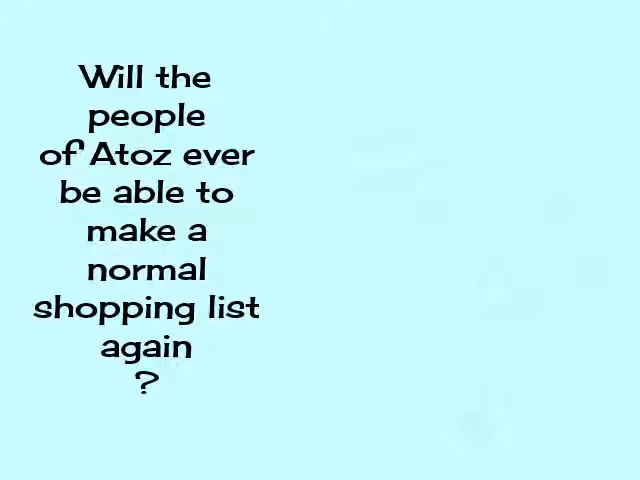 Will the
people
of Atoz ever
be able to
make a
normal
shopping list
again
?